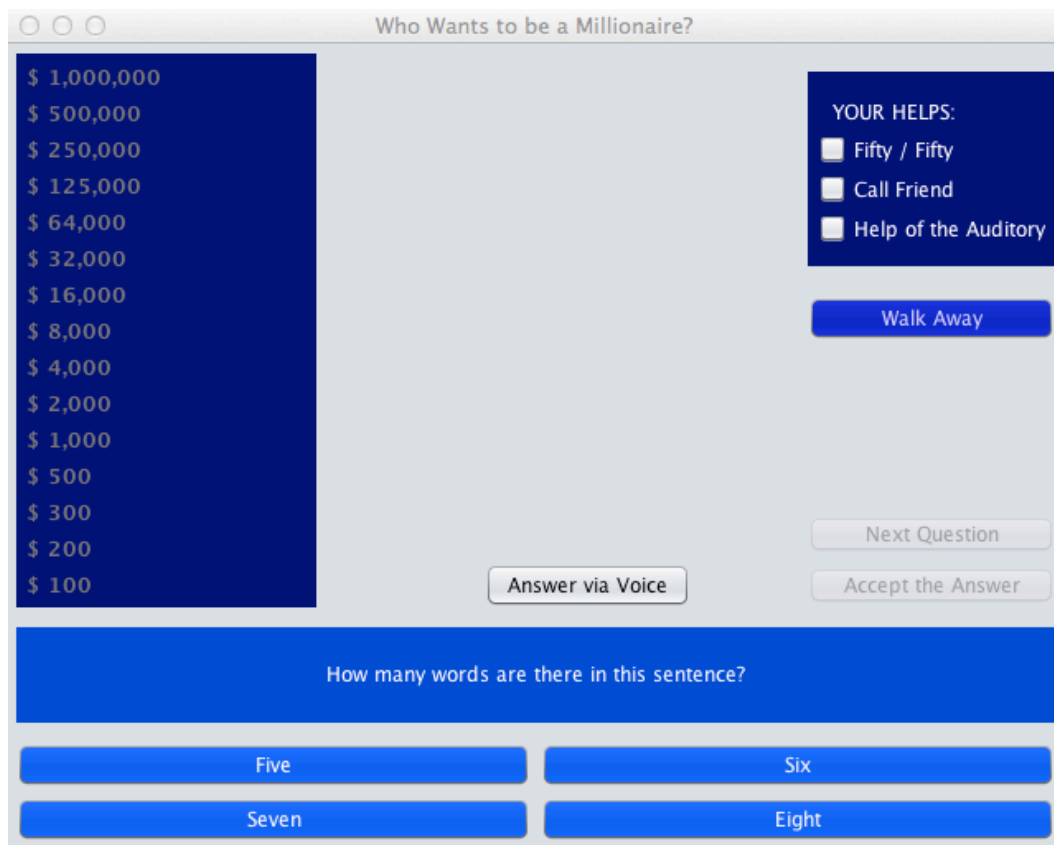 Who Wants to be a Millionaire?
$ 1,000,000
$ 500,000
$ 250,000
$ 125,000
$ 64,000
$ 32,000
$ 16,000
$ 8,000
$ 4,000
$ 2,000
$ 1,000
$ 500
$ 300
$ 200
$ 100
YOUR HELPS:
Fifty / Fifty
Call Friend
Help of the Auditory
Walk Away
Next Question
Answer via Voice
Accept the Answer
How many words are there in this sentence?
Five
Six
Seven
Eight